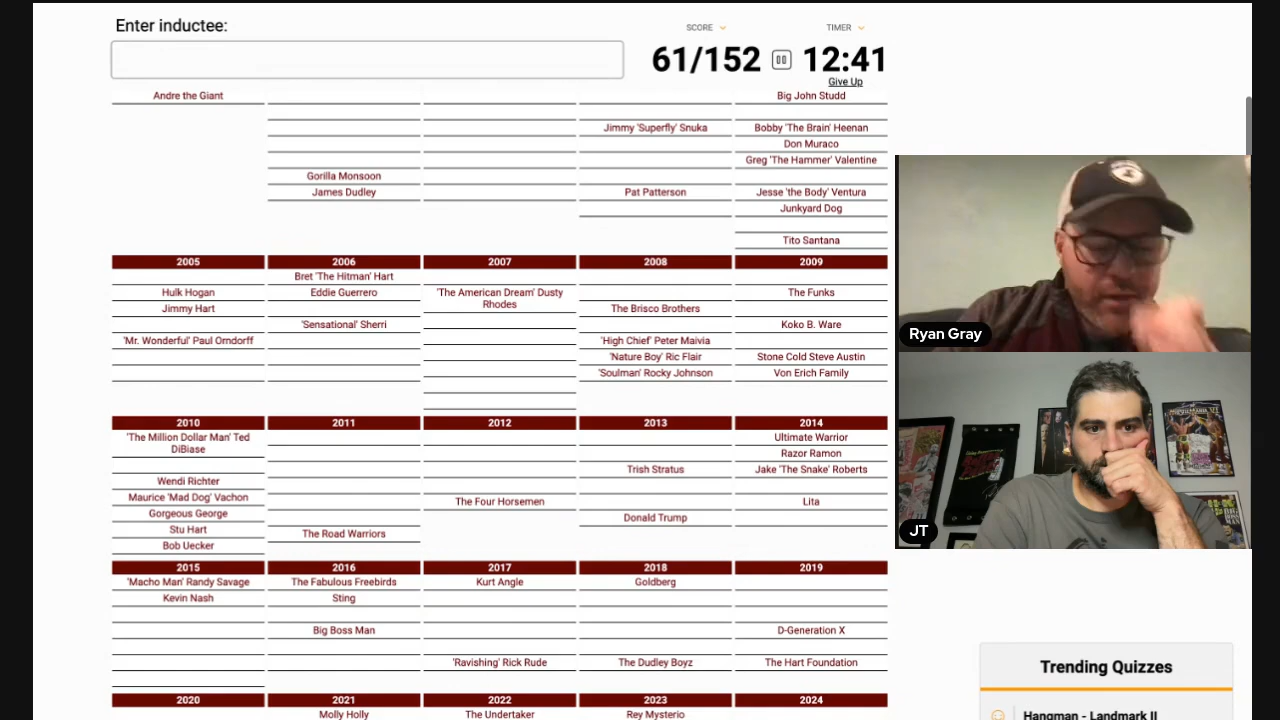 Enter inductee:
SCORE
TIMER
61/152
12:41
Give Up
Andre the Giant
Big John Studd
Jimmy 'Superfly' Snuka
Bobby 'The Brain' Heenan
Don Muraco
Greg 'The Hammer' Valentine
Gorilla Monsoon
James Dudley
Pat Patterson
Jesse 'the Body' Ventura
Junkyard Dog
Tito Santana
2005
2006
2007
2008
2009
Bret 'The Hitman' Hart
Hulk Hogan
Eddie Guerrero
'The American Dream' Dusty
Rhodes
The Funks
Jimmy Hart
The Brisco Brothers
'Sensational' Sherri
Koko B. Ware
'Mr. Wonderful' Paul Orndorff
'High Chief' Peter Maivia
'Nature Boy' Ric Flair
Stone Cold Steve Austin
'Soulman' Rocky Johnson
Von Erich Family
2010
2011
2012
2013
2014
'The Million Dollar Man' Ted
DiBiase
Ultimate Warrior
Razor Ramon
Trish Stratus
Jake 'The Snake' Roberts
Wendi Richter
Maurice 'Mad Dog' Vachon
The Four Horsemen
Lita
Gorgeous George
Donald Trump
Stu Hart
The Road Warriors
Bob Uecker
2015
2016
2017
2018
2019
'Macho Man' Randy Savage
The Fabulous Freebirds
Kurt Angle
Goldberg
Kevin Nash
Sting
Big Boss Man
D-Generation X
'Ravishing' Rick Rude
The Dudley Boyz
The Hart Foundation
2020
2021
2022
2023
2024
Molly Holly
The Undertaker
Rey Mysterio
Ryan Gray
JT
Trending Quizzes
Hangman - Landmark II